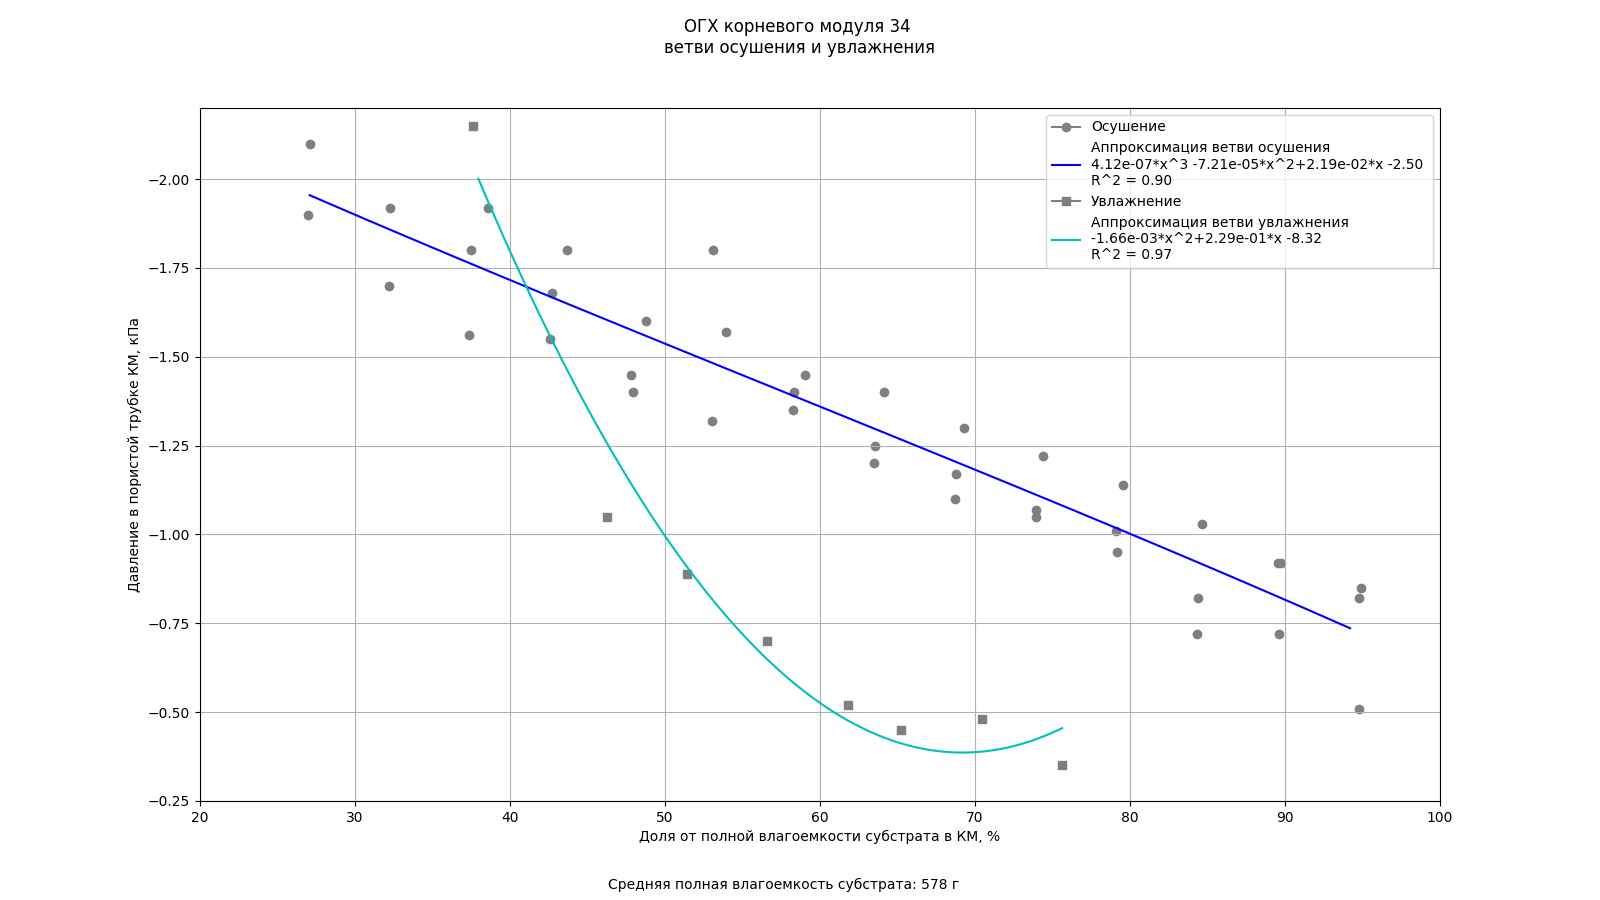 ОГХ корневого модуля 34
ветви осушения и увлажнения
Осушение
Аппроксимация ветви осушения
4.12e-07*x^3 -7.21e-05*x^2+2.19e-02*x -2.50
R^2 = 0.90
Увлажнение
Аппроксимация ветви увлажнения
-1.66e-03*x^2+2.29e-01*x -8.32
R^2 = 0.97
Давление в пористой трубке КМ, кПа
−2.00
−1.75
−1.50
−1.25
−1.00
−0.75
−0.50
−0.25
20 30 40 50 60 70 80 90 100
Доля от полной влагоемкости субстрата в КМ, %
Средняя полная влагоемкость субстрата: 578 г